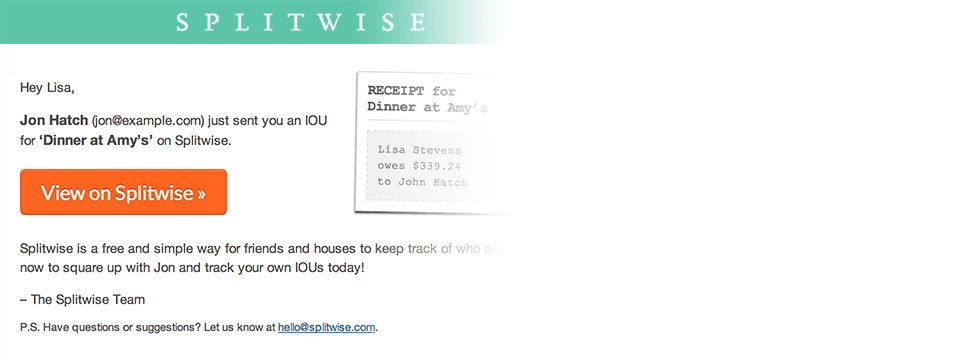 SPLITWISE
Hey Lisa,
Jon Hatch (jon@example.com) just sent you an IOU
for ‘Dinner at Amy’s’ on Splitwise.
View on Splitwise »
RECEIPT for
Dinner at Amy’s
Lisa Stevens
owes $339.24
to John Hatch
Splitwise is a free and simple way for friends and houses to keep track of who
now to square up with Jon and track your own IOUs today!
– The Splitwise Team
P.S. Have questions or suggestions? Let us know at hello@splitwise.com.